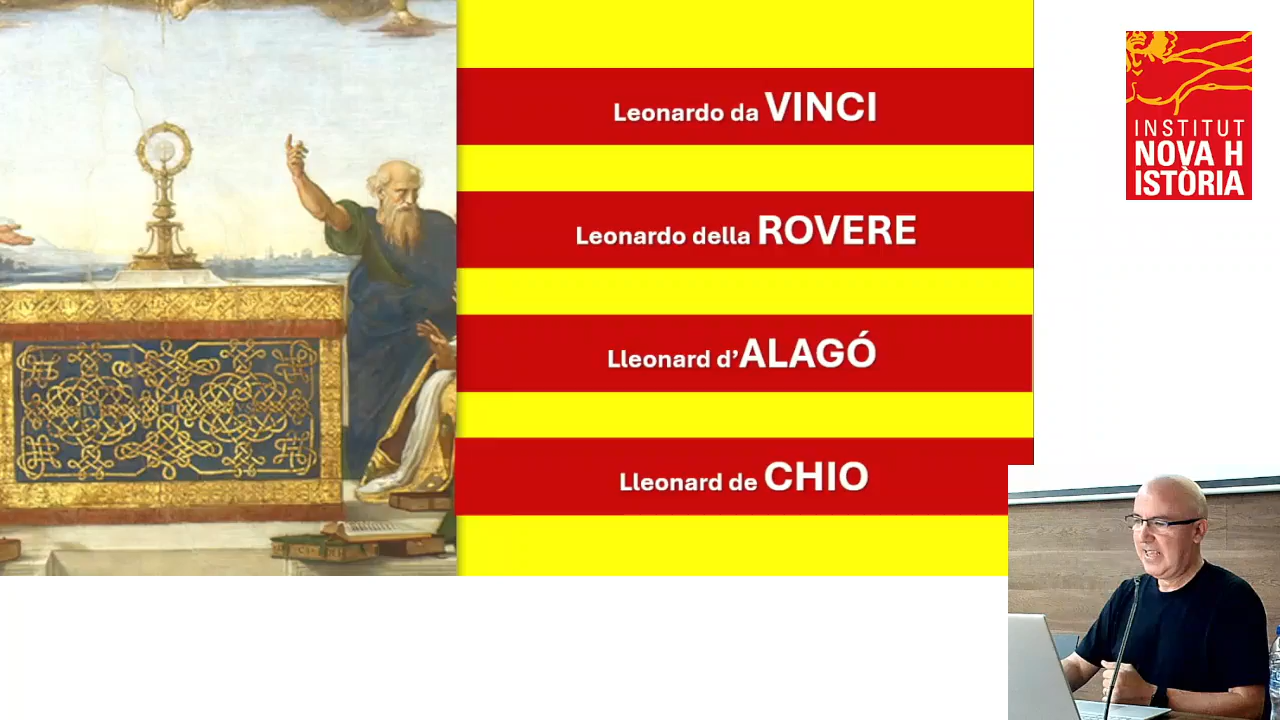 Leonardo da VINCI
Leonardo della ROVERE
Lleonard d’ALAGÓ
Lleonard de CHIO
INSTITUT
NOVA H
ISTÒRIA